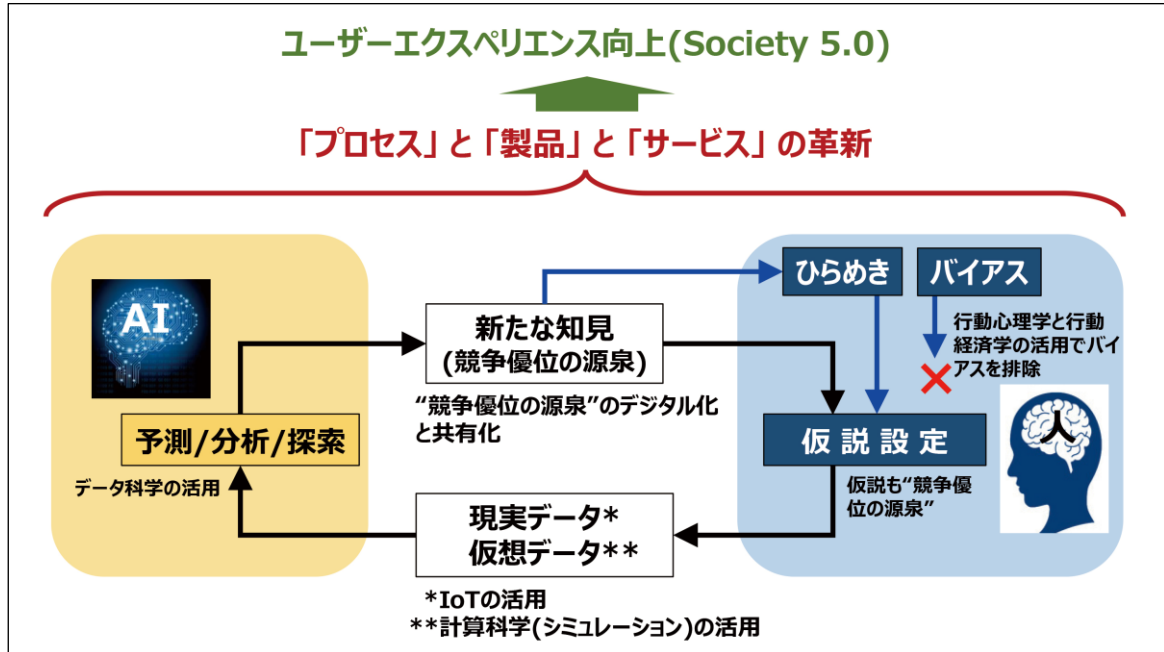 ユーザーエクスペリエンス向上(Society 5.0)
「プロセス」と「製品」と「サービス」の革新
AI
予測/分析/探索
データ科学の活用
新たな知見
(競争優位の源泉)
“競争優位の源泉”のデジタル化
と共有化
現実データ*
仮想データ**
*IoTの活用
**計算科学(シミュレーション)の活用
ひらめき
バイアス
行動心理学と行動
経済学の活用でバイ
アスを排除
仮説設定
仮説も“競争優
位の源泉”
人